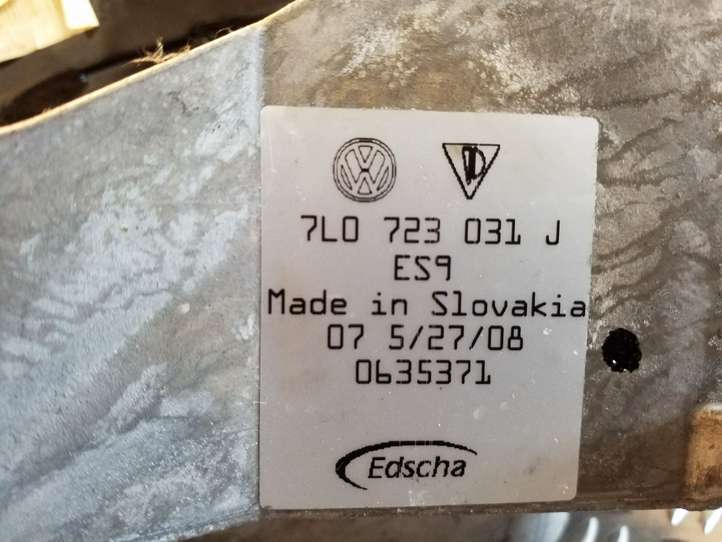 7L0 723 031 J
ES9
Made in Slovakia
07 5/27/08
0635371
Edscha